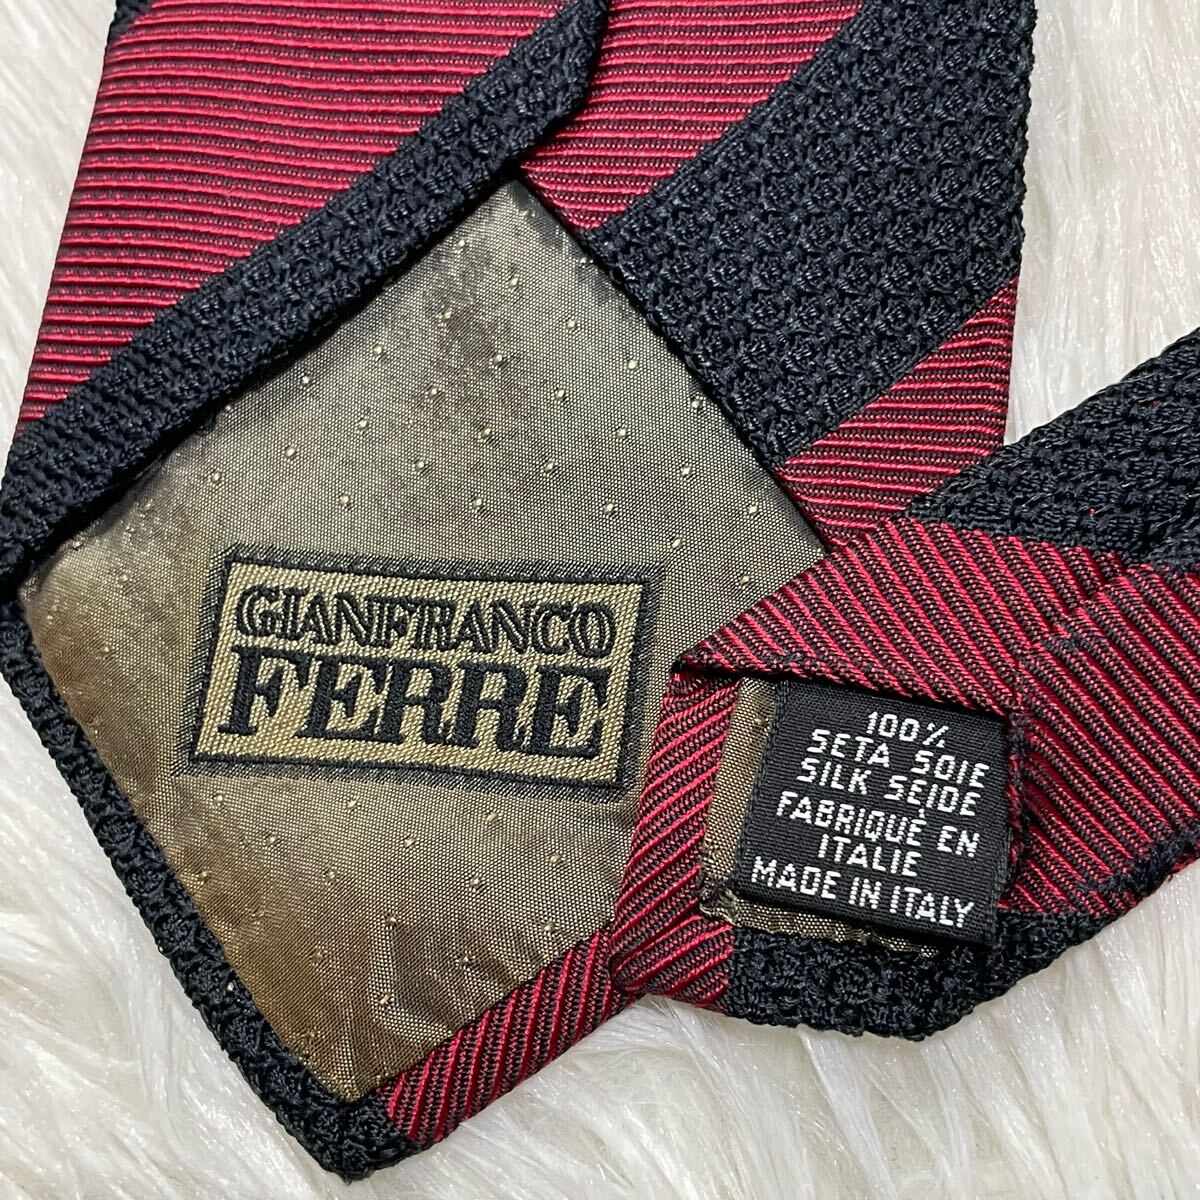 GIANFRANCO
FERRE
100%
SETA SOIE
SILK SEIDE
FABRIQUÉ EN
ITALIE
MADE IN ITALY